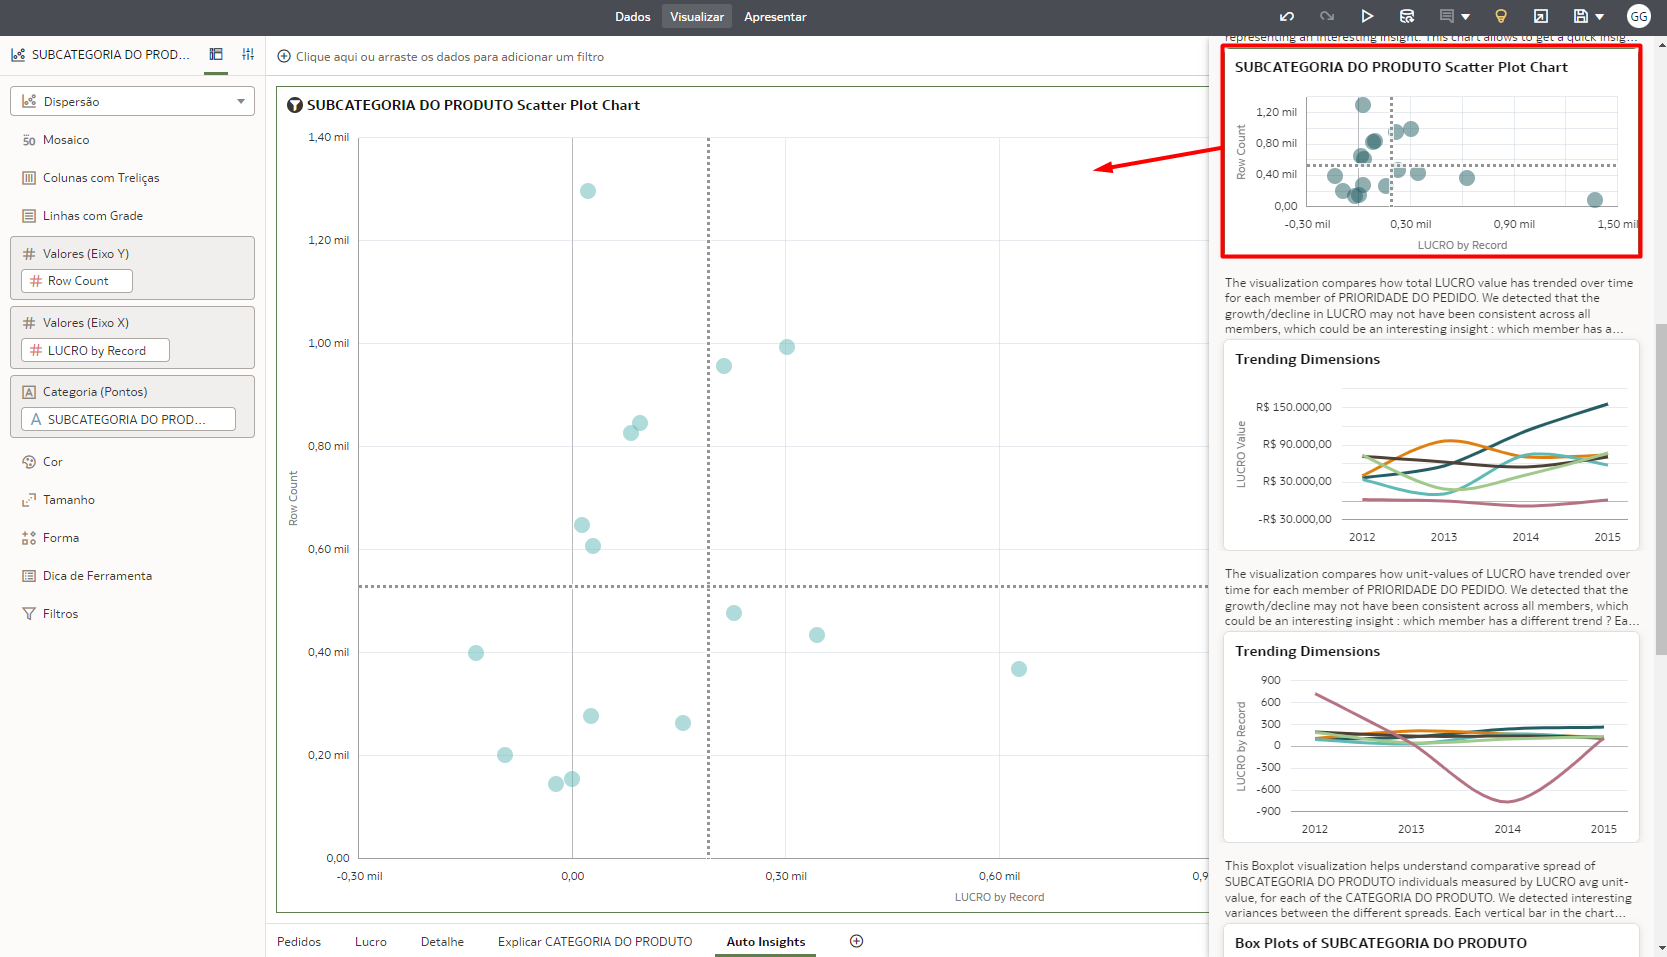 Dados Visualizar Apresentar
GG
SUBCATEGORIA DO PROD...
Dispersão
50 Mosaico
Colunas com Treliças
Linhas com Grade
# Valores (Eixo Y)
# Row Count
# Valores (Eixo X)
# LUCRO by Record
A Categoria (Pontos)
A SUBCATEGORIA DO PROD...
Cor
Tamanho
Forma
Dica de Ferramenta
Filtros
Clique aqui ou arraste os dados para adicionar um filtro
SUBCATEGORIA DO PRODUTO Scatter Plot Chart
1,40 mil
1,20 mil
1,00 mil
0,80 mil
0,60 mil
0,40 mil
0,20 mil
0,00
Row Count
-0,30 mil 0,00 0,30 mil 0,60 mil 0,9
LUCRO by Record
Pedidos Lucro Detalhe Explicar CATEGORIA DO PRODUTO Auto Insights
representing an interesting insight. This chart allows to get a quick insig...
SUBCATEGORIA DO PRODUTO Scatter Plot Chart
1,20 mil
0,80 mil
0,40 mil
0,00
Row Count
-0,30 mil 0,30 mil 0,90 mil 1,50 mil
LUCRO by Record
The visualization compares how total LUCRO value has trended over time
for each member of PRIORIDADE DO PEDIDO. We detected that the
growth/decline in LUCRO may not have been consistent across all
members, which could be an interesting insight : which member has a...
Trending Dimensions
R$ 150.000,00
R$ 90.000,00
R$ 30.000,00
-R$ 30.000,00
LUCRO Value
2012 2013 2014 2015
The visualization compares how unit-values of LUCRO have trended over
time for each member of PRIORIDADE DO PEDIDO. We detected that the
growth/decline may not have been consistent across all members, which
could be an interesting insight : which member has a different trend ? Ea...
Trending Dimensions
900
600
300
0
-300
-600
-900
LUCRO by Record
2012 2013 2014 2015
This Boxplot visualization helps understand comparative spread of
SUBCATEGORIA DO PRODUTO individuals measured by LUCRO avg unit-
value, for each of the CATEGORIA DO PRODUTO. We detected interesting
variances between the different spreads. Each vertical bar in the chart...
Box Plots of SUBCATEGORIA DO PRODUTO